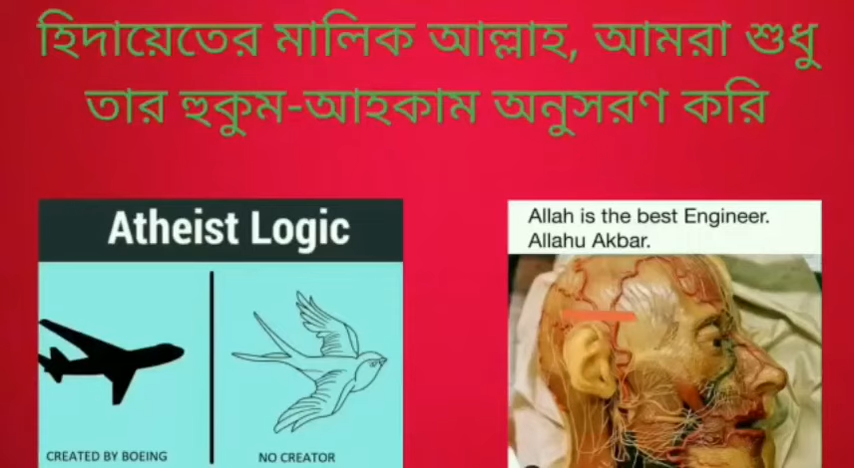 হিদায়েতের মালিক আল্লাহ, আমরা শুধু
তার হুকুম-আহকাম অনুসরণ করি
Atheist Logic
CREATED BY BOEING
NO CREATOR
Allah is the best Engineer.
Allahu Akbar.